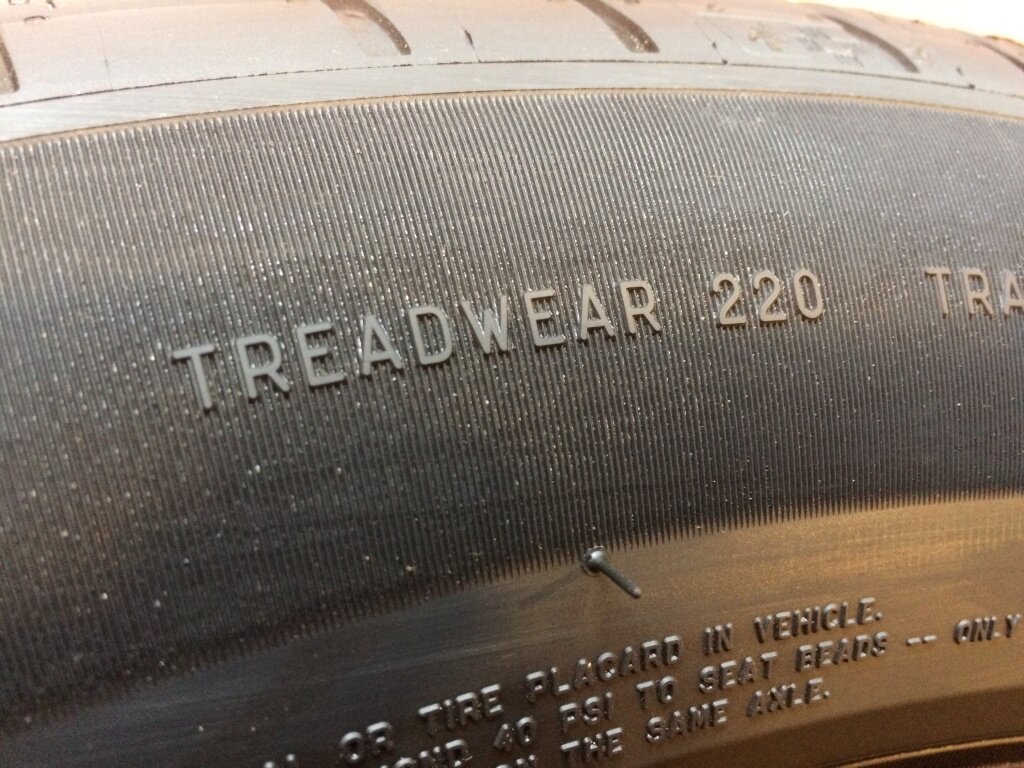 TREADWEAR 220 TRA
OR TIRE PLACARD IN VEHICLE.
40 PSI TO SEAT BEADS -- ONLY
THE SAME AXLE.